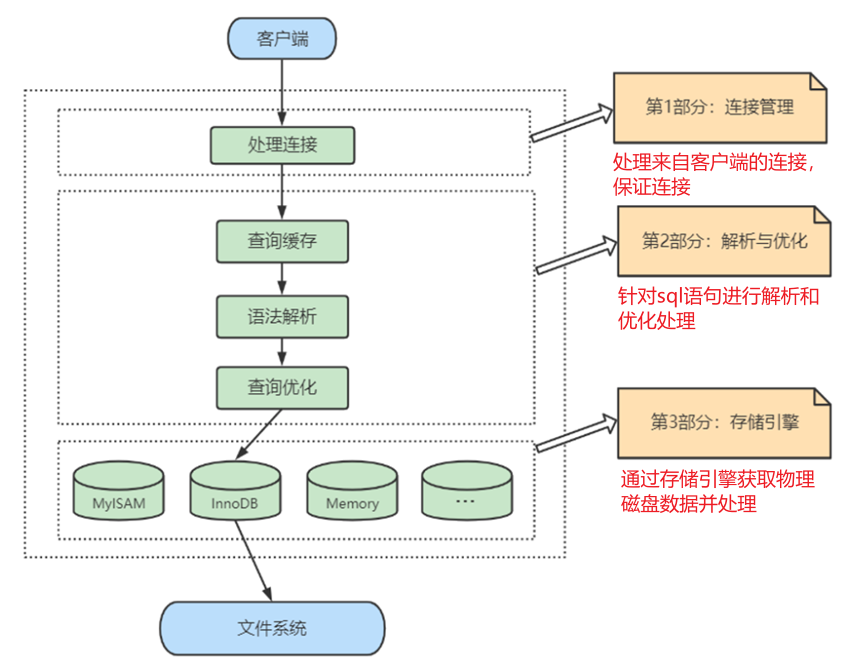 客户端
处理连接
第1部分：连接管理
处理来自客户端的连接，
保证连接
查询缓存
语法解析
查询优化
第2部分：解析与优化
针对sql语句进行解析和
优化处理
MyISAM
InnoDB
Memory
...
第3部分：存储引擎
通过存储引擎获取物理
磁盘数据并处理
文件系统